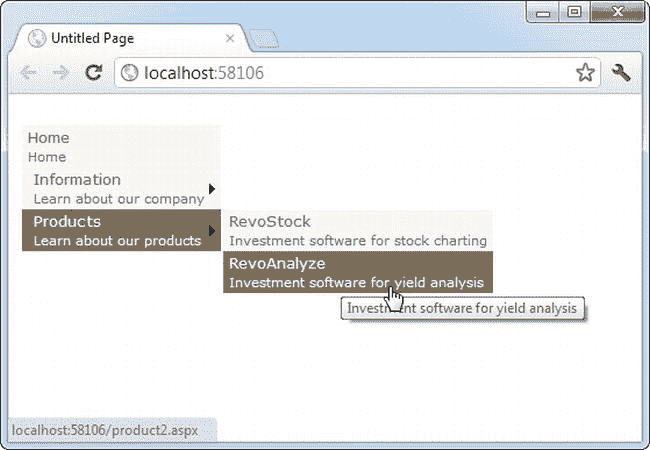 Untitled Page
localhost:58106
Home
Home
Information
Learn about our company
Products
Learn about our products
RevoStock
Investment software for stock charting
RevoAnalyze
Investment software for yield analysis
Investment software for yield analysis
localhost:58106/product2.aspx